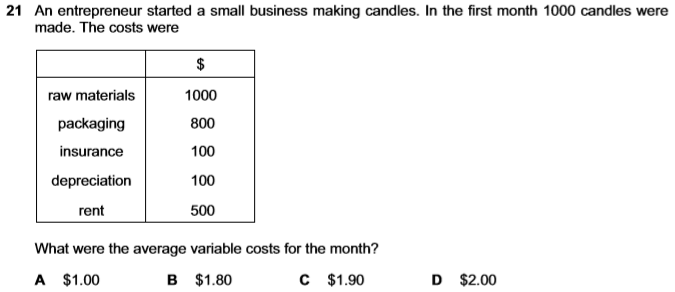 21 An entrepreneur started a small business making candles. In the first month 1000 candles were
made. The costs were
$
raw materials 1000
packaging 800
insurance 100
depreciation 100
rent 500
What were the average variable costs for the month?
A $1.00 B $1.80 C $1.90 D $2.00